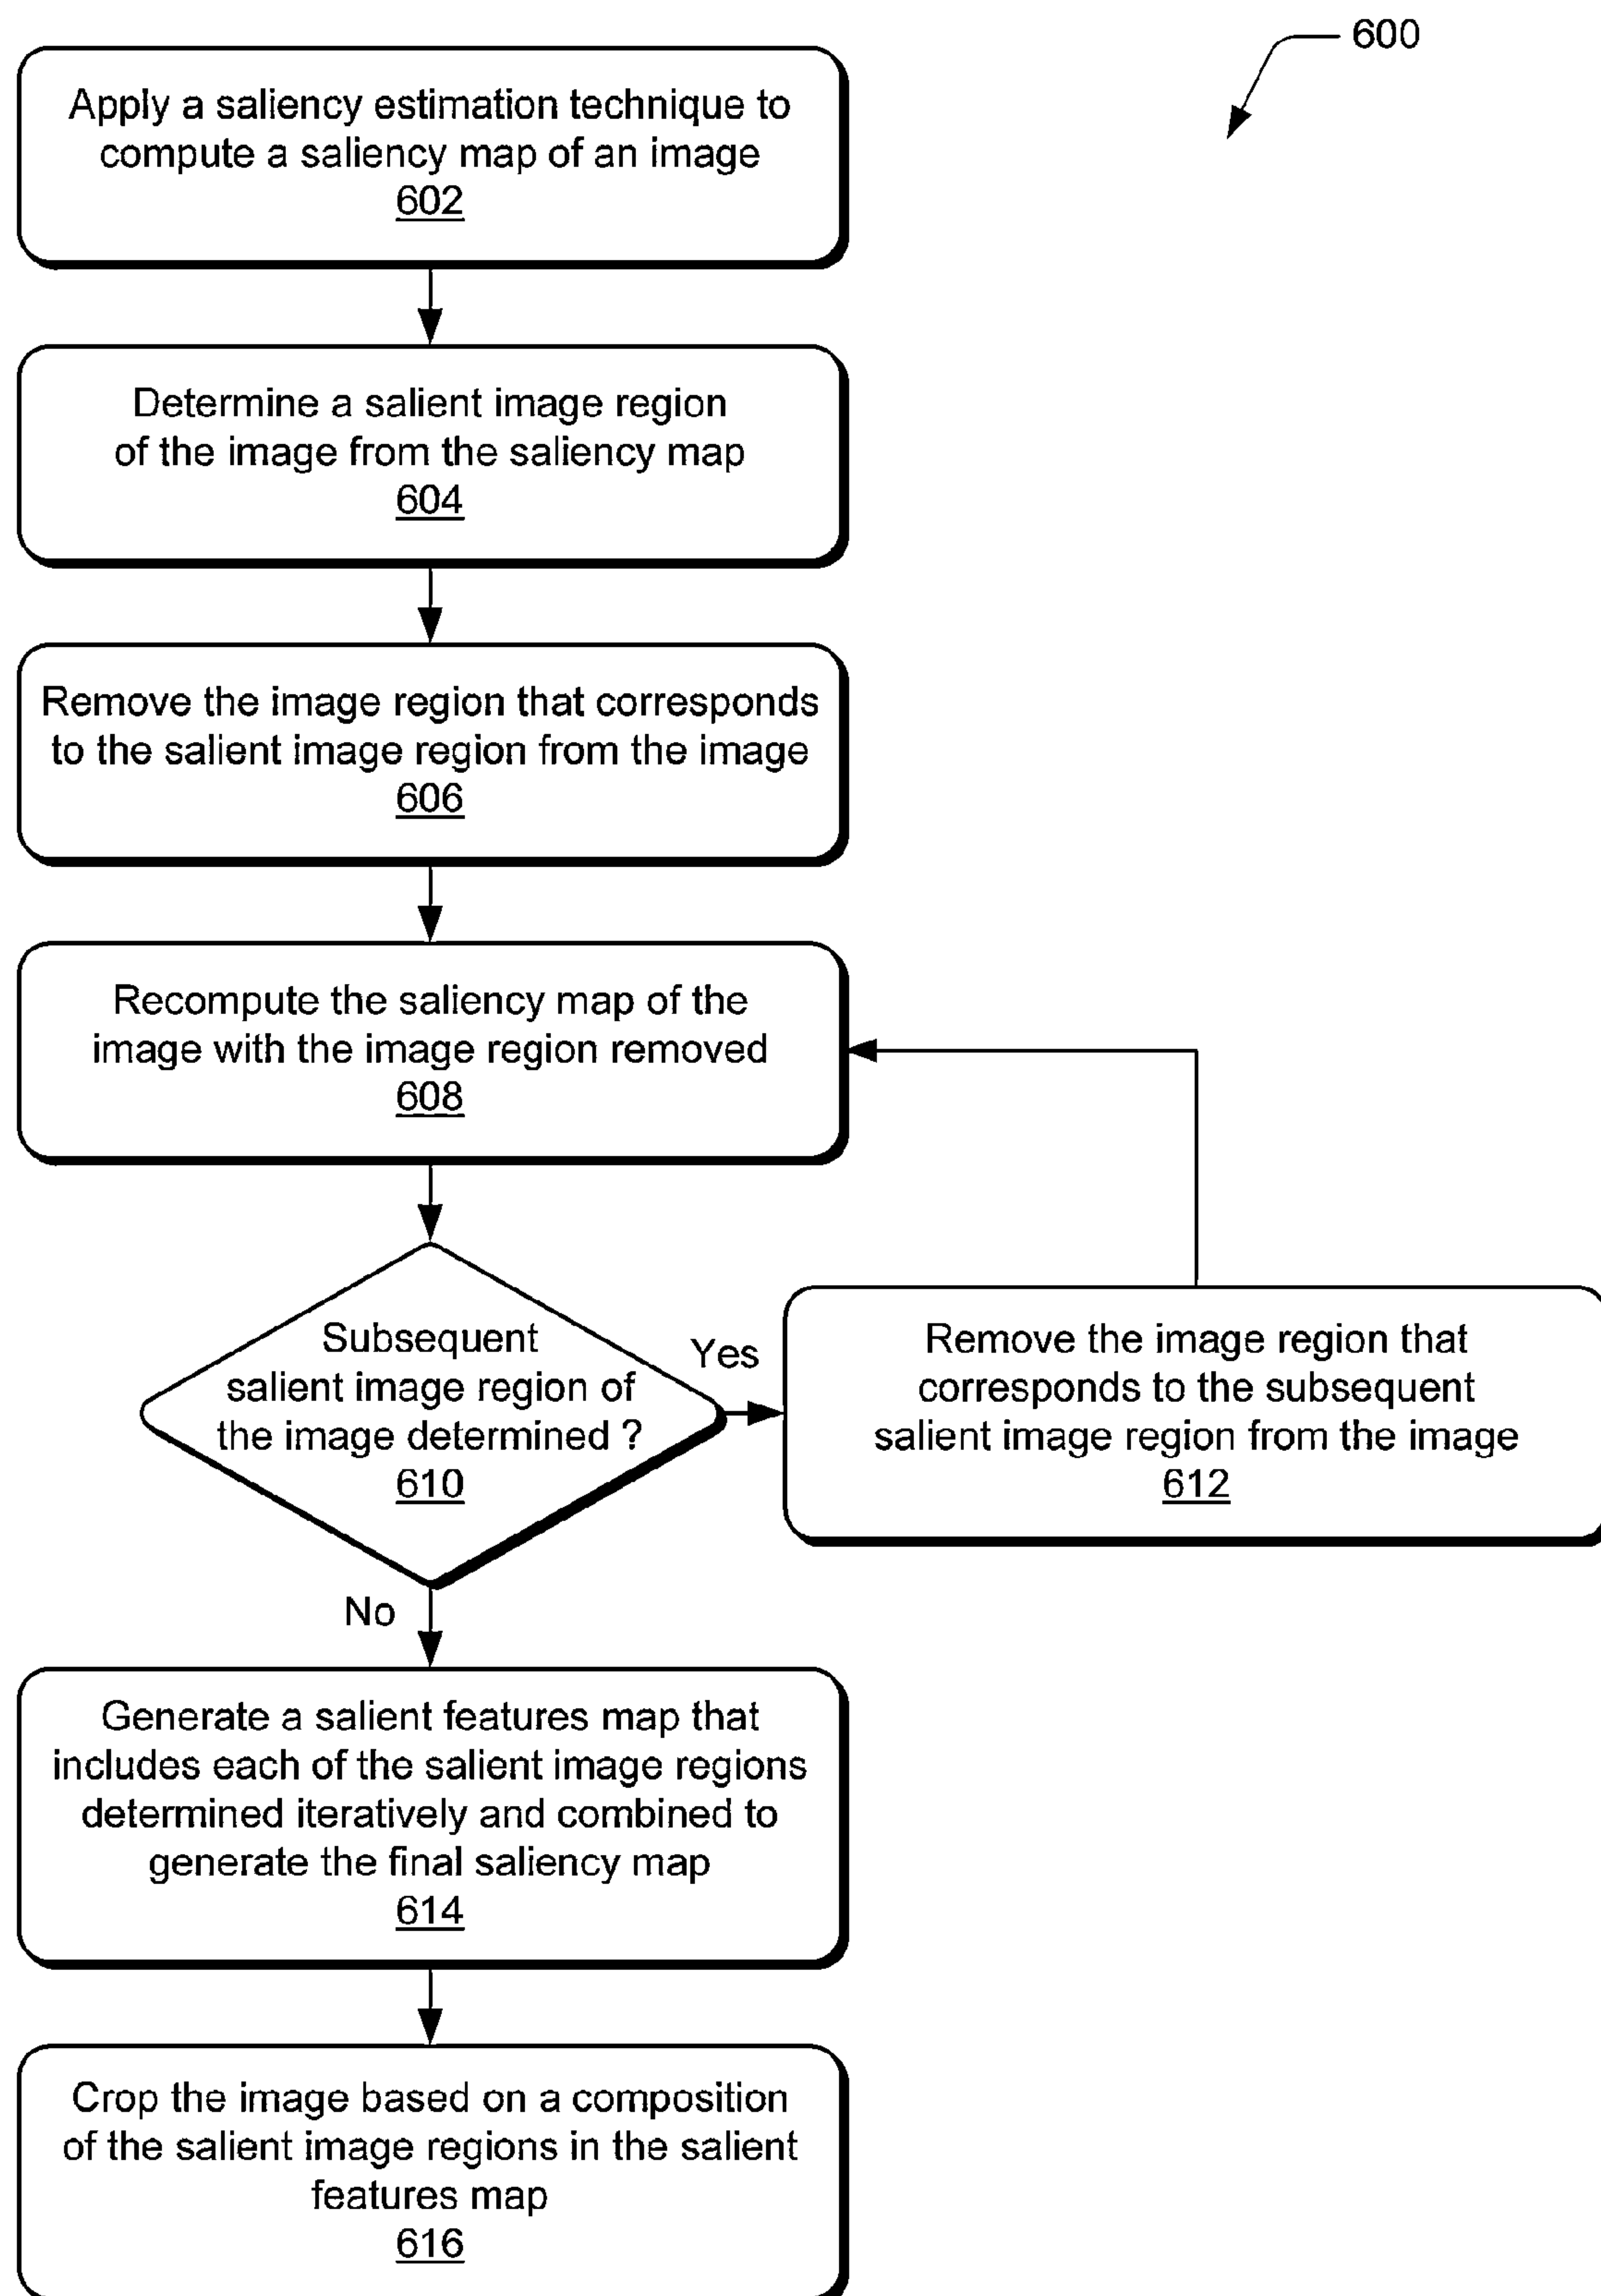 600
Apply a saliency estimation technique to
compute a saliency map of an image
602
Determine a salient image region
of the image from the saliency map
604
Remove the image region that corresponds
to the salient image region from the image
606
Recompute the saliency map of the
image with the image region removed
608
Subsequent
salient image region of
the image determined ?
610
Yes
Remove the image region that
corresponds to the subsequent
salient image region from the image
612
No
Generate a salient features map that
includes each of the salient image regions
determined iteratively and combined to
generate the final saliency map
614
Crop the image based on a composition
of the salient image regions in the salient
features map
616